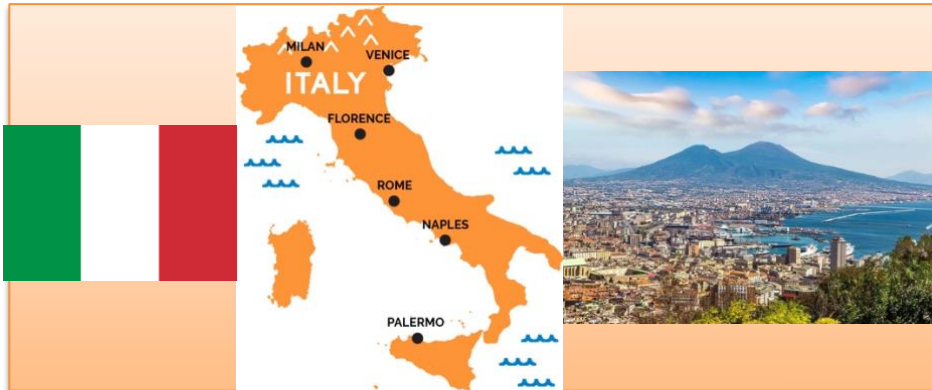 MILAN
VENICE
ITALY
FLORENCE
ROME
NAPLES
PALERMO